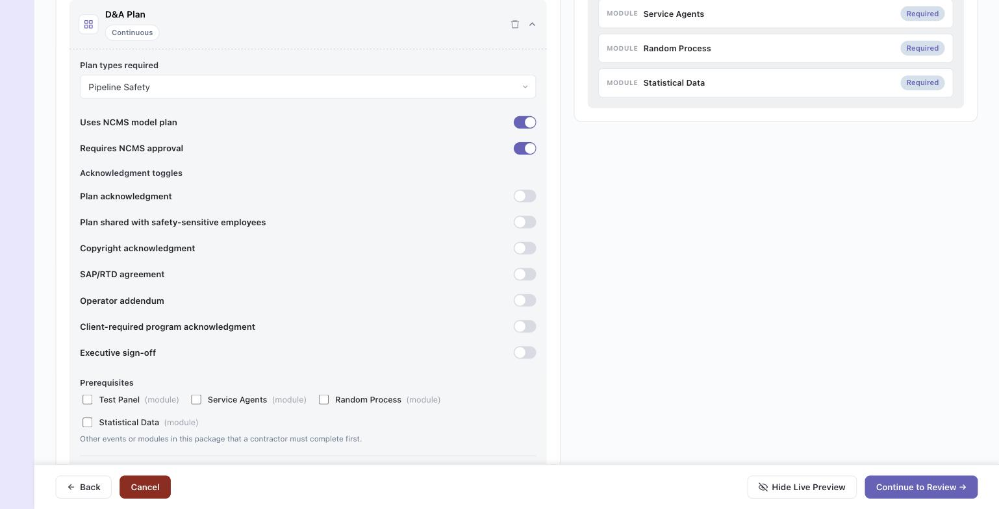 D&A Plan
Continuous
Plan types required
Pipeline Safety
Uses NCMS model plan
Requires NCMS approval
Acknowledgment toggles
Plan acknowledgment
Plan shared with safety-sensitive employees
Copyright acknowledgment
SAP/RTD agreement
Operator addendum
Client-required program acknowledgment
Executive sign-off
Prerequisites
Test Panel (module) Service Agents (module) Random Process (module)
Statistical Data (module)
Other events or modules in this package that a contractor must complete first.
MODULE Service Agents Required
MODULE Random Process Required
MODULE Statistical Data Required
← Back Cancel Hide Live Preview Continue to Review →